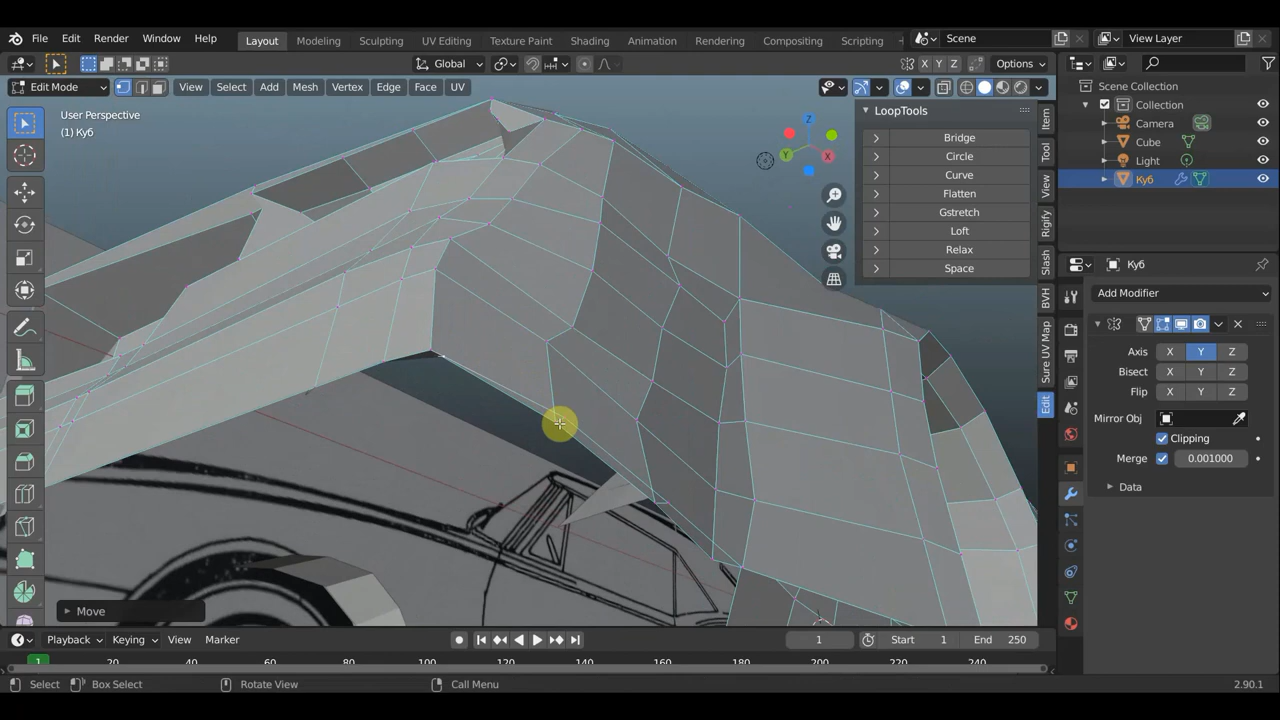 File Edit Render Window Help Layout Modeling Sculpting UV Editing Texture Paint Shading Animation Rendering Compositing Scripting Scene View Layer
Global Options
Edit Mode View Select Add Mesh Vertex Edge Face UV
X Y Z
User Perspective
(1) Куб
LoopTools
Bridge
Circle
Curve
Flatten
Gstretch
Loft
Relax
Space
Item
Tool
View
Rigify
Slash
BVH
Sure UV Map
Edit
Z
Y
X
Scene Collection
Collection
Camera
Cube
Light
Куб
Куб
Add Modifier
Axis X Y Z
Bisect X Y Z
Flip X Y Z
Mirror Obj
Clipping
Merge 0.001000
Data
Move
Playback Keying View Marker 1 Start 1 End 250
1 20 40 60 80 100 120 140 160 180 200 220 240
Select Box Select Rotate View Call Menu 2.90.1